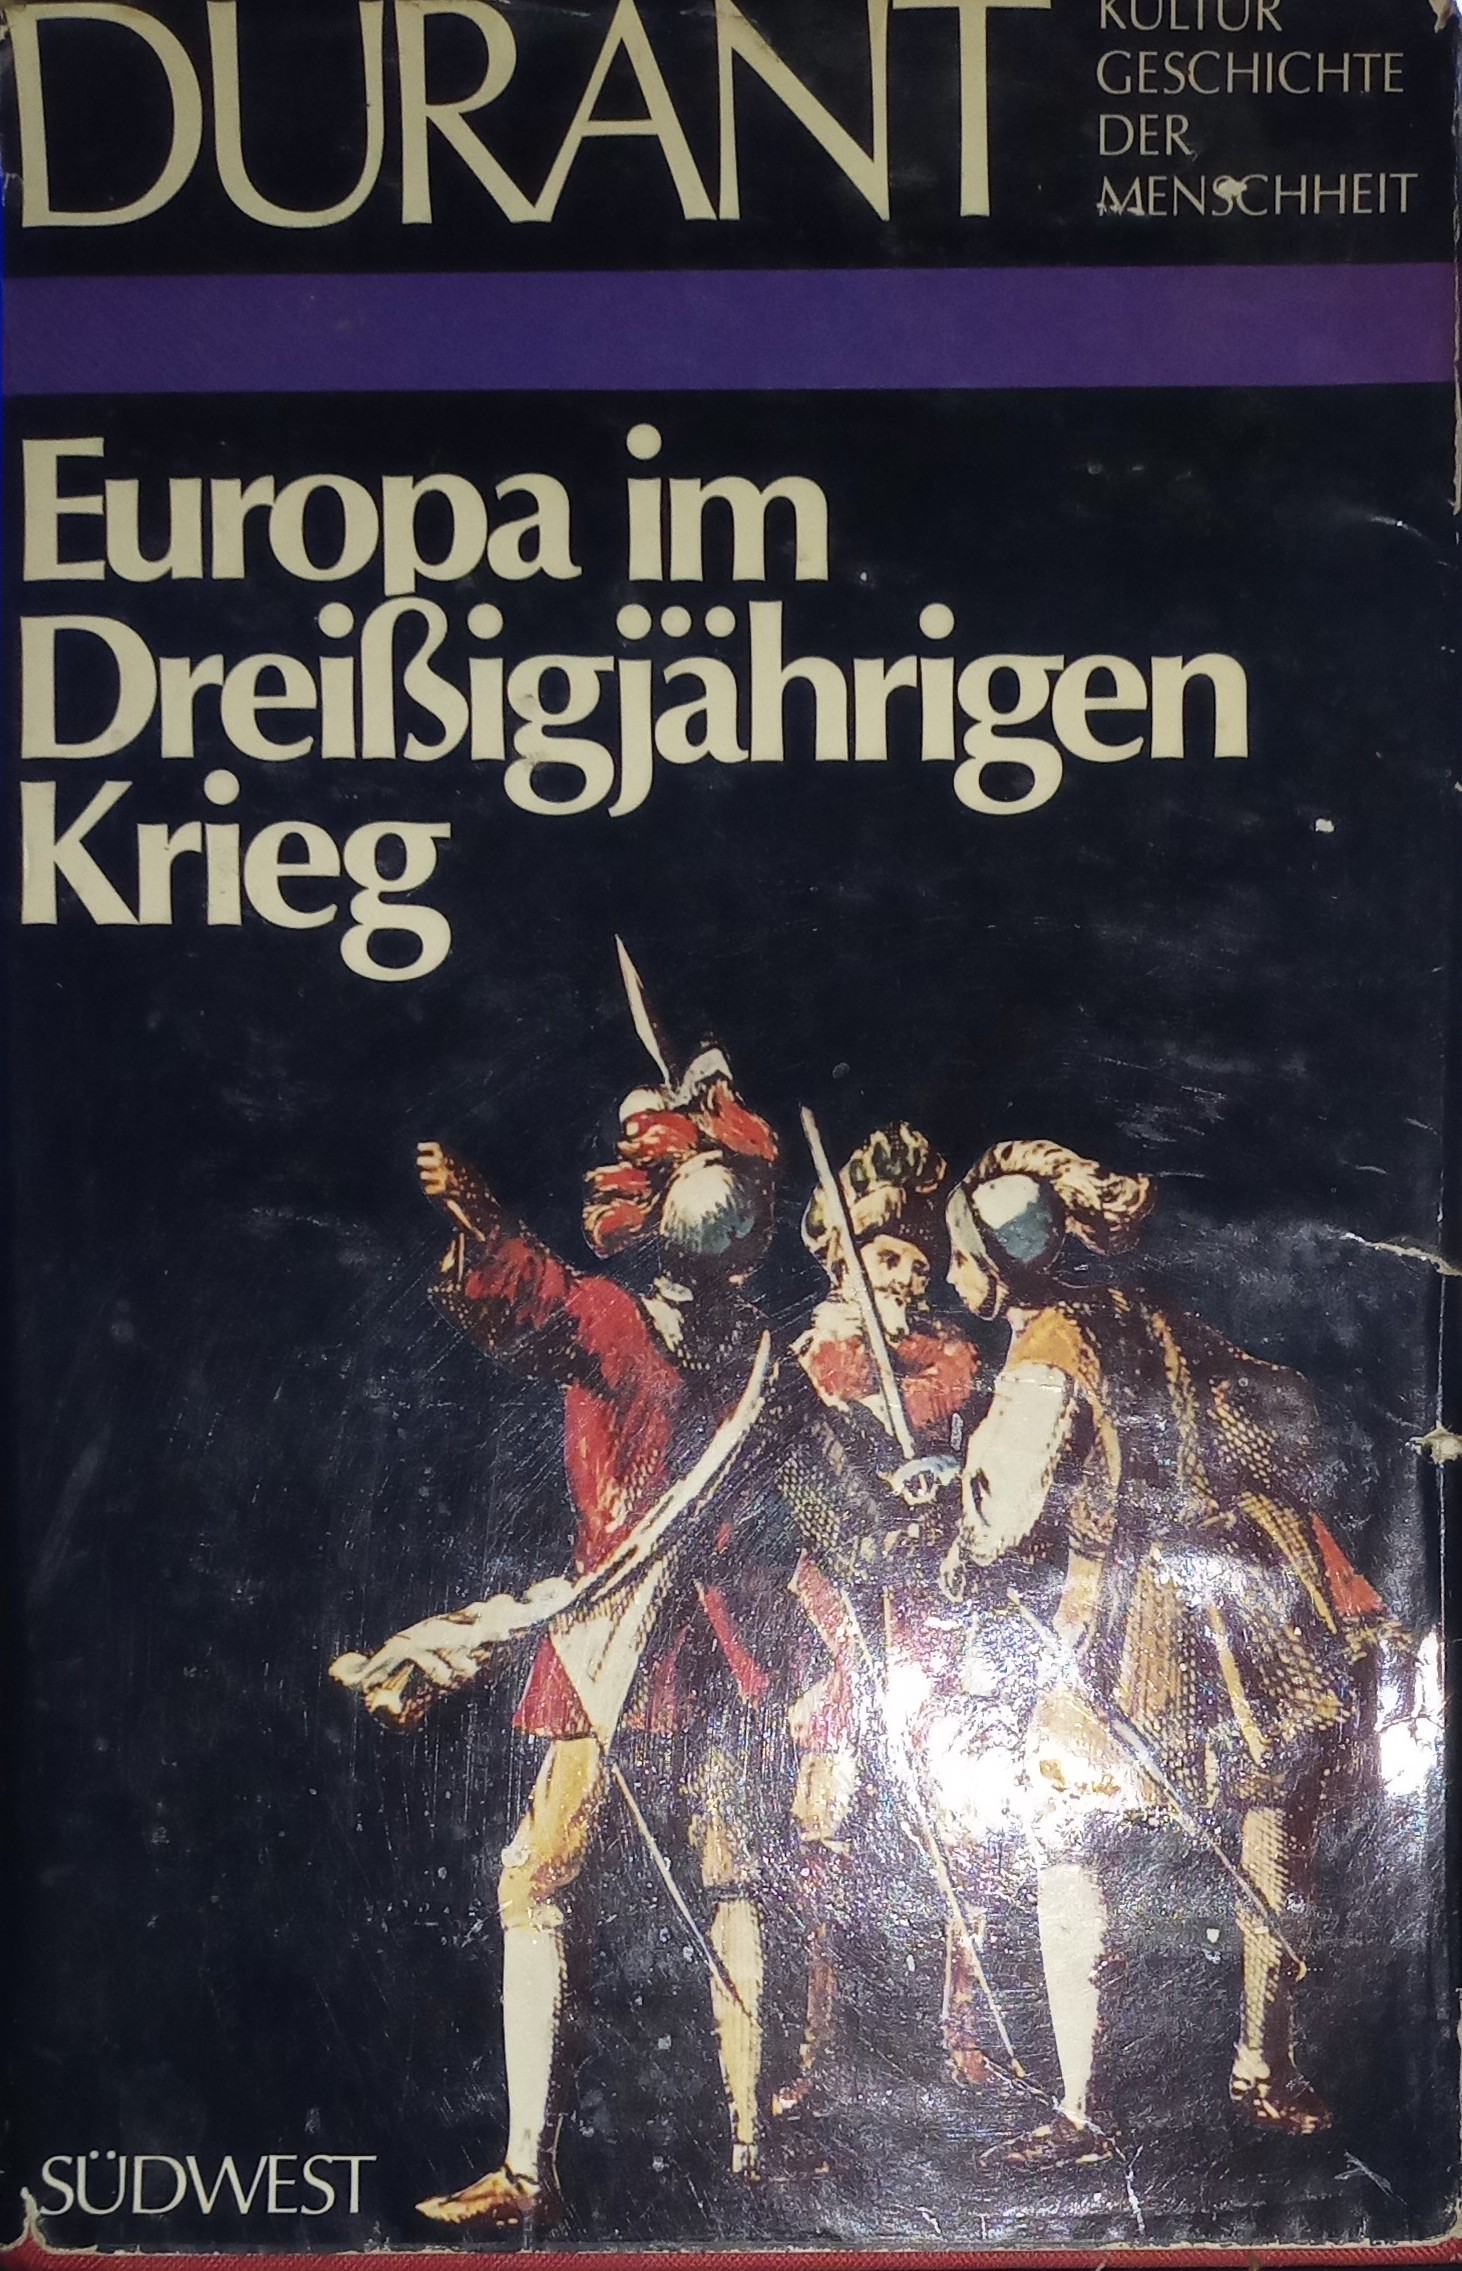 DURANT
KULTUR
GESCHICHTE
DER
MENSCHHEIT
Europa im
Dreißigjährigen
Krieg
SÜDWEST